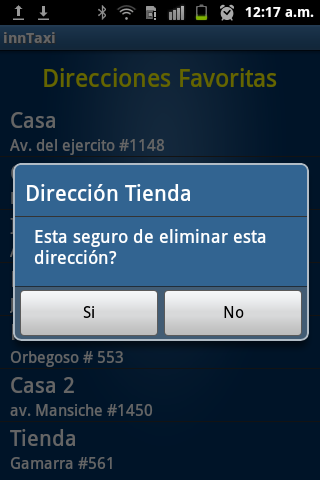 12:17 a.m.
innTaxi
Direcciones Favoritas
Casa
Av. del ejercito #1148
Dirección Tienda
Esta seguro de eliminar esta
dirección?
Si
No
Orbegoso # 553
Casa 2
av. Mansiche #1450
Tienda
Gamarra #561